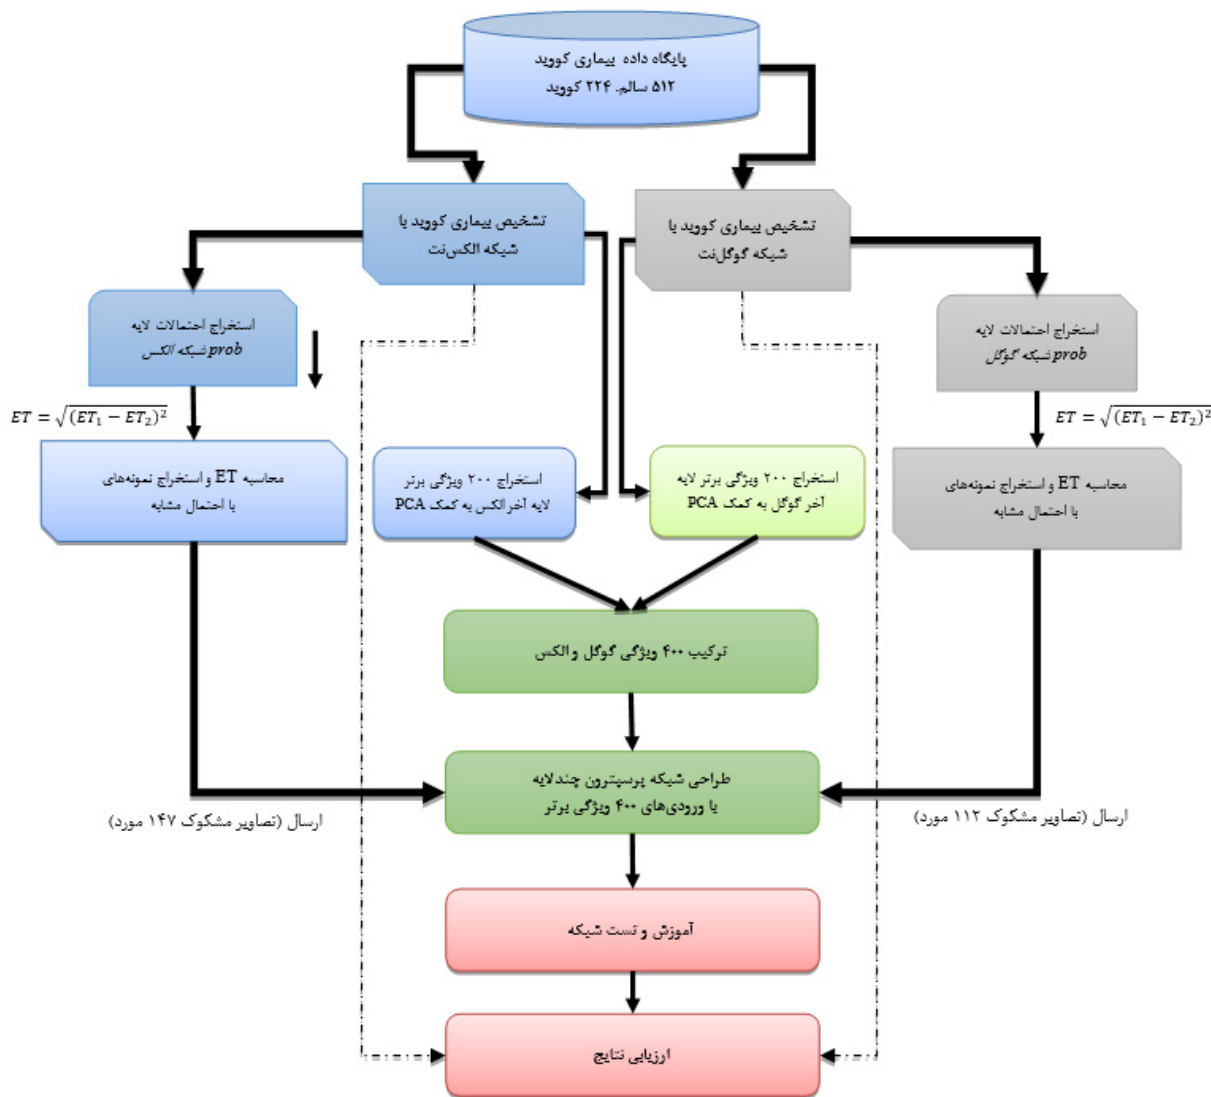 پایگاه داده بیماری کووید
۵۱۲ سالم. ۲۲۴ کووید
تشخیص بیماری کووید با
شبکه گوگل‌نت
تشخیص بیماری کووید با
شبکه الکس‌نت
استخراج احتمالات لایه
prob شبکه گوگل
استخراج احتمالات لایه
prob شبکه الکس
ET = √(ET₁ − ET₂)²
ET = √(ET₁ − ET₂)²
محاسبه ET و استخراج نمونه‌های
با احتمال مشابه
استخراج ۲۰۰ ویژگی برتر لایه
آخر گوگل به کمک PCA
استخراج ۲۰۰ ویژگی برتر
لایه آخر الکس به کمک PCA
محاسبه ET و استخراج نمونه‌های
با احتمال مشابه
ترکیب ۴۰۰ ویژگی گوگل و الکس
طراحی شبکه پرسپترون چندلایه
با ورودی‌های ۴۰۰ ویژگی برتر
ارسال (تصاویر مشکوک ۱۱۲ مورد)
ارسال (تصاویر مشکوک ۱۴۷ مورد)
آموزش و تست شبکه
ارزیابی نتایج